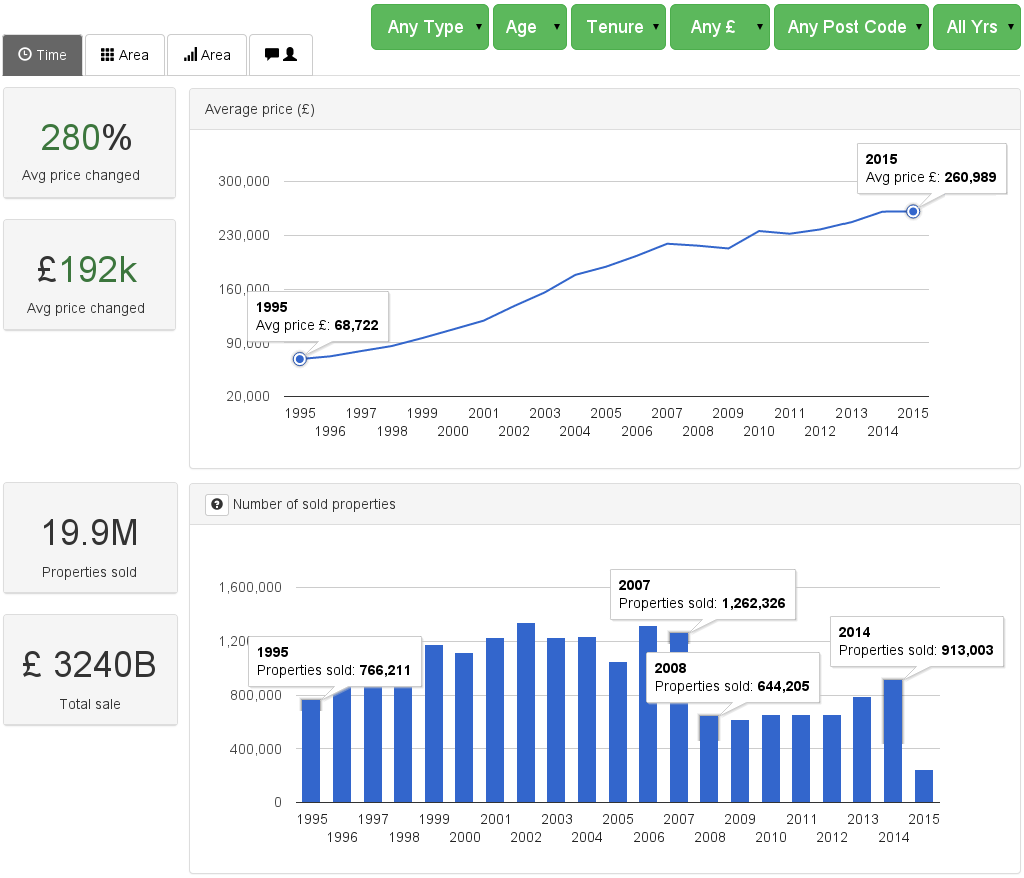 Any Type ▾ Age ▾ Tenure ▾ Any £ ▾ Any Post Code ▾ All Yrs ▾
Time Area Area
280%
Avg price changed
£192k
Avg price changed
Average price (£)
300,000
230,000
160,000
90,000
20,000
2015
Avg price £: 260,989
1995
Avg price £: 68,722
1995 1997 1999 2001 2003 2005 2007 2009 2011 2013 2015
1996 1998 2000 2002 2004 2006 2008 2010 2012 2014
19.9M
Properties sold
£ 3240B
Total sale
Number of sold properties
1,600,000
1,20
800,000
400,000
0
2007
Properties sold: 1,262,326
2014
Properties sold: 913,003
1995
Properties sold: 766,211
2008
Properties sold: 644,205
1995 1997 1999 2001 2003 2005 2007 2009 2011 2013 2015
1996 1998 2000 2002 2004 2006 2008 2010 2012 2014